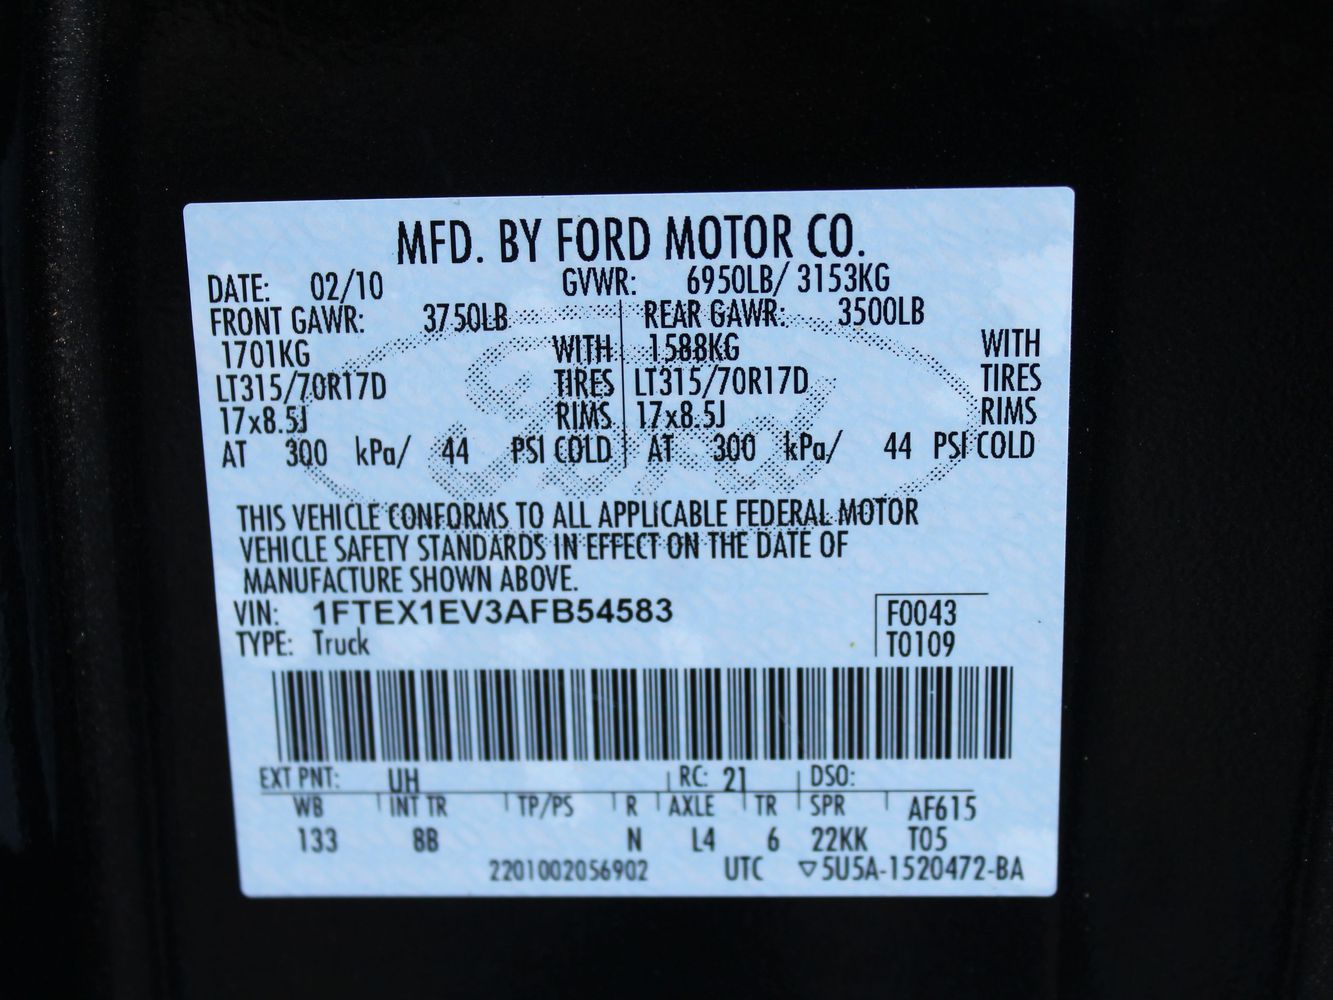 MFD. BY FORD MOTOR CO.
DATE: 02/10 GVWR: 6950LB/ 3153KG
FRONT GAWR: 3750LB REAR GAWR: 3500LB
1701KG WITH 1588KG WITH
LT315/70R17D TIRES LT315/70R17D TIRES
17x8.5J RIMS 17x8.5J RIMS
AT 300 kPa/ 44 PSI COLD AT 300 kPa/ 44 PSI COLD
THIS VEHICLE CONFORMS TO ALL APPLICABLE FEDERAL MOTOR
VEHICLE SAFETY STANDARDS IN EFFECT ON THE DATE OF
MANUFACTURE SHOWN ABOVE.
VIN: 1FTEX1EV3AFB54583 F0043
TYPE: Truck T0109
EXT PNT: UH RC: 21 DSO:
WB INT TR TP/PS R AXLE TR SPR AF615
133 8B N L4 6 22KK T05
2201002056902 UTC ▽5U5A-1520472-BA